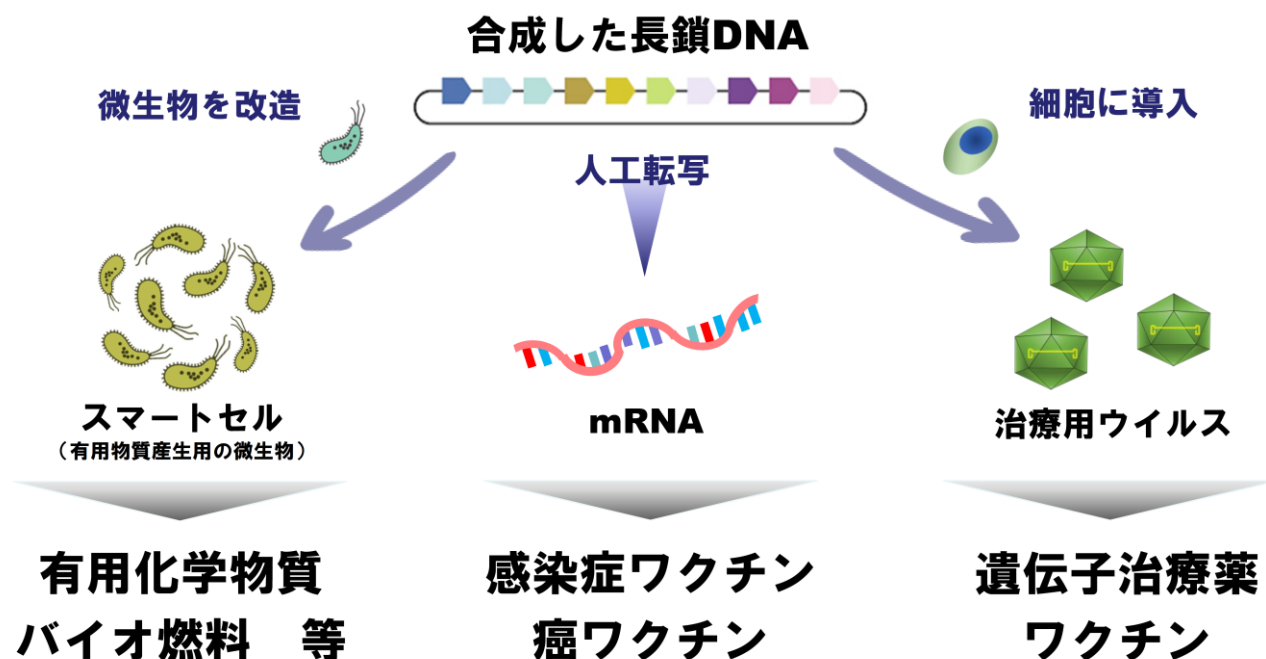 合成した長鎖DNA
微生物を改造
細胞に導入
人工転写
スマートセル
（有用物質産生用の微生物）
mRNA
治療用ウイルス
有用化学物質
バイオ燃料　等
感染症ワクチン
癌ワクチン
遺伝子治療薬
ワクチン